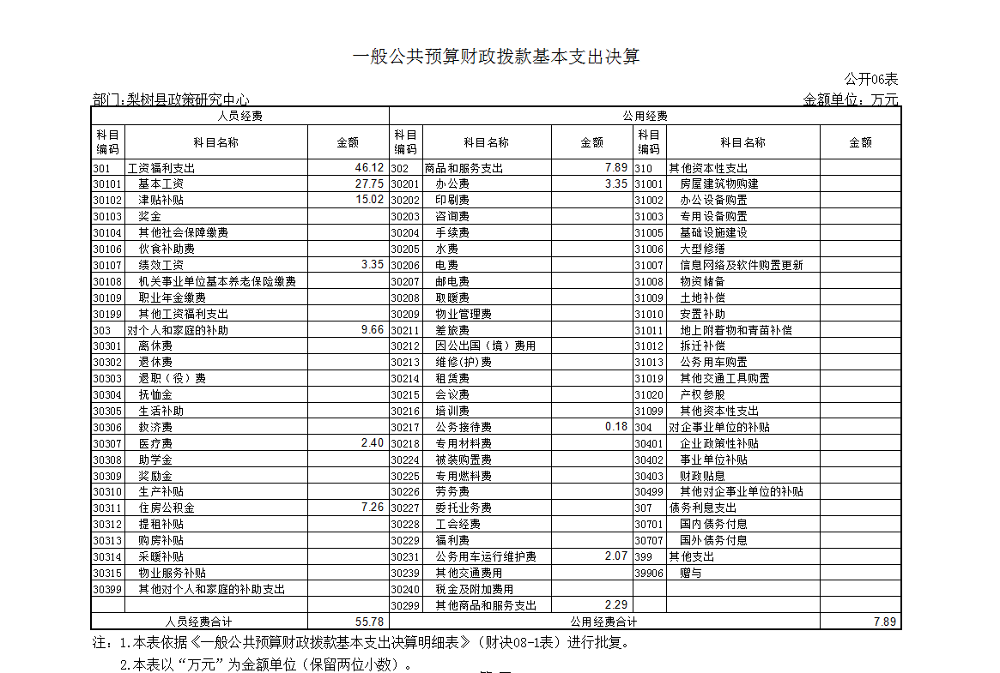 一般公共预算财政拨款基本支出决算
公开06表
部门:梨树县政策研究中心 金额单位：万元
人员经费 公用经费
科目编码 科目名称 金额 科目编码 科目名称 金额 科目编码 科目名称 金额
301 工资福利支出 46.12 302 商品和服务支出 7.89 310 其他资本性支出
30101 基本工资 27.75 30201 办公费 3.35 31001 房屋建筑物购建
30102 津贴补贴 15.02 30202 印刷费 31002 办公设备购置
30103 奖金 30203 咨询费 31003 专用设备购置
30104 其他社会保障缴费 30204 手续费 31005 基础设施建设
30106 伙食补助费 30205 水费 31006 大型修缮
30107 绩效工资 3.35 30206 电费 31007 信息网络及软件购置更新
30108 机关事业单位基本养老保险缴费 30207 邮电费 31008 物资储备
30109 职业年金缴费 30208 取暖费 31009 土地补偿
30199 其他工资福利支出 30209 物业管理费 31010 安置补助
303 对个人和家庭的补助 9.66 30211 差旅费 31011 地上附着物和青苗补偿
30301 离休费 30212 因公出国（境）费用 31012 拆迁补偿
30302 退休费 30213 维修(护)费 31013 公务用车购置
30303 退职（役）费 30214 租赁费 31019 其他交通工具购置
30304 抚恤金 30215 会议费 31020 产权参股
30305 生活补助 30216 培训费 31099 其他资本性支出
30306 救济费 30217 公务接待费 0.18 304 对企事业单位的补贴
30307 医疗费 2.40 30218 专用材料费 30401 企业政策性补贴
30308 助学金 30224 被装购置费 30402 事业单位补贴
30309 奖励金 30225 专用燃料费 30403 财政贴息
30310 生产补贴 30226 劳务费 30499 其他对企事业单位的补贴
30311 住房公积金 7.26 30227 委托业务费 307 债务利息支出
30312 提租补贴 30228 工会经费 30701 国内债务付息
30313 购房补贴 30229 福利费 30707 国外债务付息
30314 采暖补贴 30231 公务用车运行维护费 2.07 399 其他支出
30315 物业服务补贴 30239 其他交通费用 39906 赠与
30399 其他对个人和家庭的补助支出 30240 税金及附加费用
30299 其他商品和服务支出 2.29
人员经费合计 55.78 公用经费合计 7.89
注：1.本表依据《一般公共预算财政拨款基本支出决算明细表》（财决08-1表）进行批复。
2.本表以“万元”为金额单位（保留两位小数）。